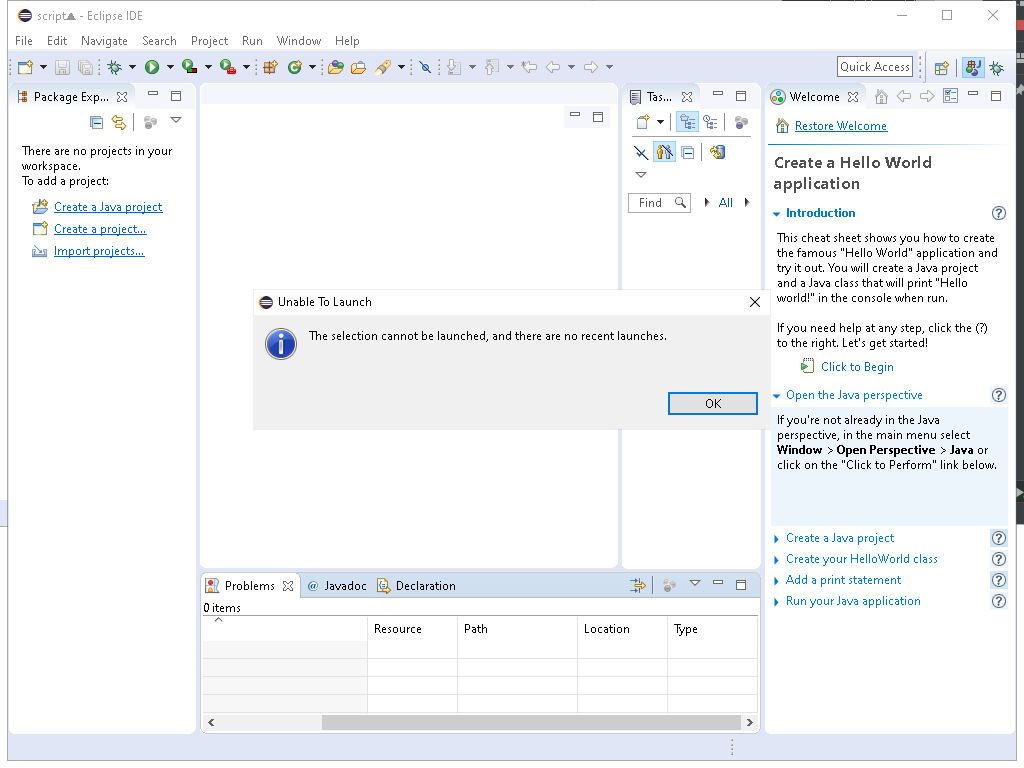 script▲ - Eclipse IDE
File Edit Navigate Search Project Run Window Help
Quick Access
Package Exp...
There are no projects in your
workspace.
To add a project:
Create a Java project
Create a project...
Import projects...
Tas...
Find
All
Welcome
Restore Welcome
Create a Hello World
application
Introduction
This cheat sheet shows you how to create
the famous "Hello World" application and
try it out. You will create a Java project
and a Java class that will print "Hello
world!" in the console when run.
If you need help at any step, click the (?)
to the right. Let's get started!
Click to Begin
Open the Java perspective
If you're not already in the Java
perspective, in the main menu select
Window > Open Perspective > Java or
click on the "Click to Perform" link below.
Create a Java project
Create your HelloWorld class
Add a print statement
Run your Java application
Unable To Launch
The selection cannot be launched, and there are no recent launches.
OK
Problems @ Javadoc Declaration
0 items
Resource Path Location Type